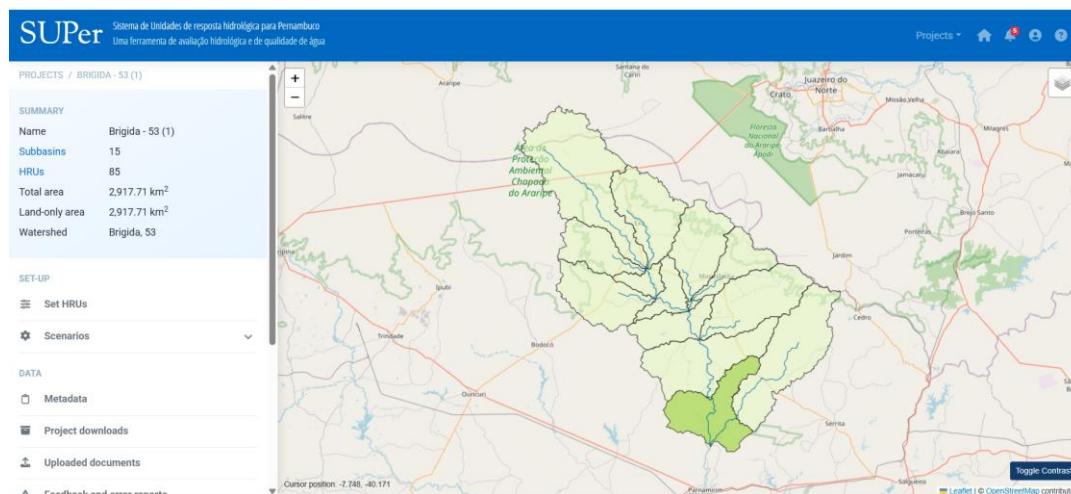 SUPer
Sistema de Unidades de resposta hidrológica para Pernambuco
Uma ferramenta de avaliação hidrológica e de qualidade de água
Projects
5
PROJECTS / BRIGIDA - 53 (1)
SUMMARY
Name Brigida - 53 (1)
Subbasins 15
HRUs 85
Total area 2,917.71 km²
Land-only area 2,917.71 km²
Watershed Brigida, 53
SET-UP
Set HRUs
Scenarios
DATA
Metadata
Project downloads
Uploaded documents
Feedback and error reports
+
−
Santana do
Cariri
Araripe
Juazeiro do
Norte
Crato
Missão Velha
Salitre
Barbalha
Milagres
Floresta
Nacional
do Araripe
Apodi
Área de
Proteção
Ambiental
Chapada
do Araripe
Abaiara
Jamacaru
Brejo Santo
Porteiras
Jardim
Ipubi
Cedro
Trindade
Bodocó
Ouricuri
Serrita
Salgueiro
Parnamirim
Cursor position: -7.748, -40.171
Toggle Contrast
Leaflet | © OpenStreetMap contribut